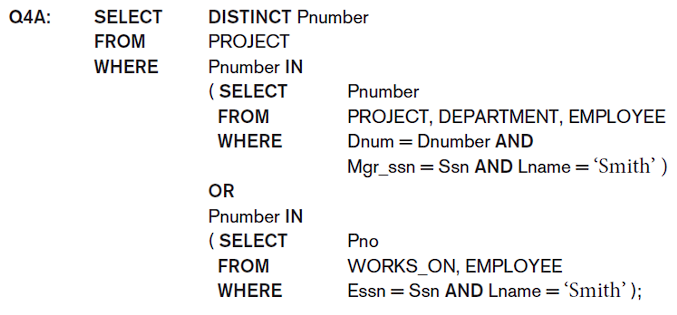 Q4A: SELECT DISTINCT Pnumber
FROM PROJECT
WHERE Pnumber IN
( SELECT Pnumber
FROM PROJECT, DEPARTMENT, EMPLOYEE
WHERE Dnum = Dnumber AND
Mgr_ssn = Ssn AND Lname = ‘Smith’ )
OR
Pnumber IN
( SELECT Pno
FROM WORKS_ON, EMPLOYEE
WHERE Essn = Ssn AND Lname = ‘Smith’ );